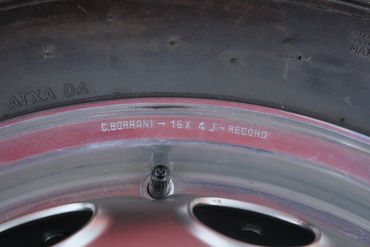 ATXA DA
C.BORRANI - 16 X 4 J - RECORD